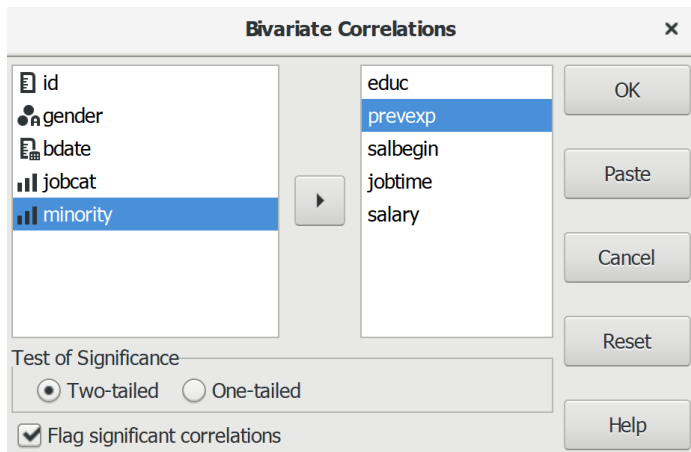 Bivariate Correlations
id
gender
bdate
jobcat
minority
educ
prevexp
salbegin
jobtime
salary
OK
Paste
Cancel
Reset
Help
Test of Significance
Two-tailed One-tailed
Flag significant correlations